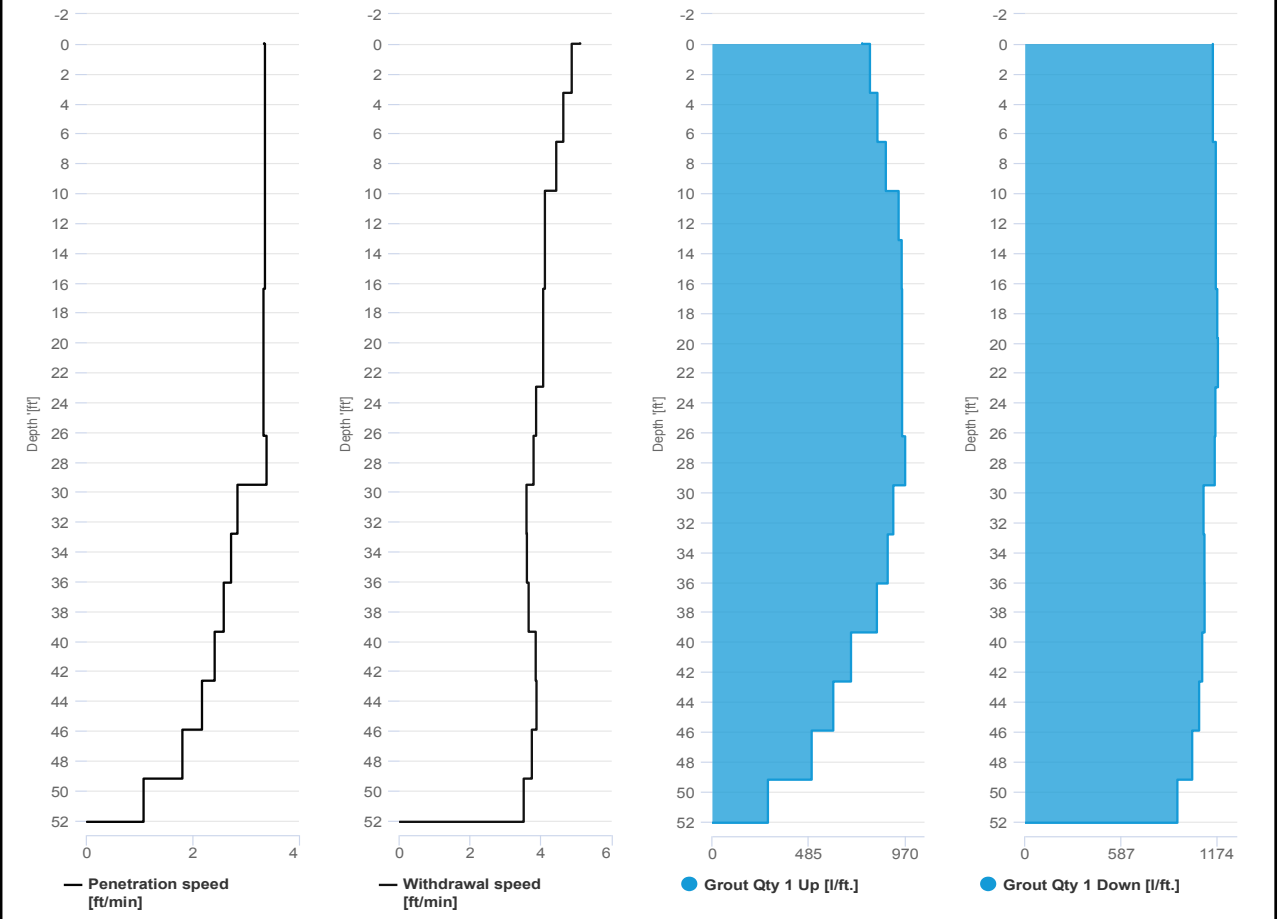 -2 -2 -2 -2
0 0 0 0
2 2 2 2
4 4 4 4
6 6 6 6
8 8 8 8
10 10 10 10
12 12 12 12
14 14 14 14
16 16 16 16
18 18 18 18
20 20 20 20
22 22 22 22
24 24 24 24
Depth '[ft'] Depth '[ft'] Depth '[ft'] Depth '[ft']
26 26 26 26
28 28 28 28
30 30 30 30
32 32 32 32
34 34 34 34
36 36 36 36
38 38 38 38
40 40 40 40
42 42 42 42
44 44 44 44
46 46 46 46
48 48 48 48
50 50 50 50
52 52 52 52
0 2 4 0 2 4 6 0 485 970 0 587 1174
Penetration speed
[ft/min]
Withdrawal speed
[ft/min]
Grout Qty 1 Up [l/ft.]
Grout Qty 1 Down [l/ft.]